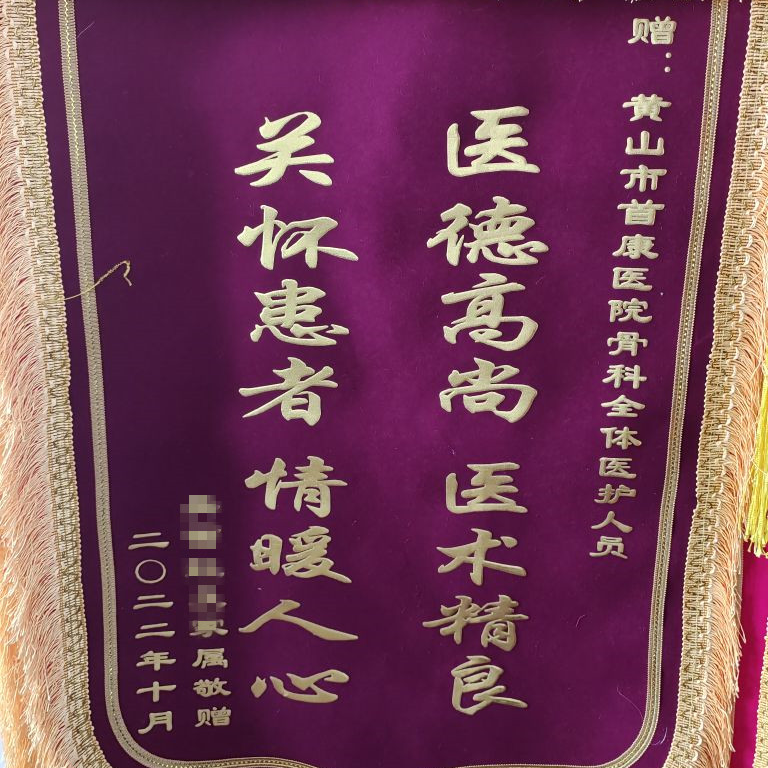 赠：黄山市首康医院骨科全体医护人员
医德高尚 医术精良
关怀患者 情暖人心
家属敬赠
二〇二二年十月